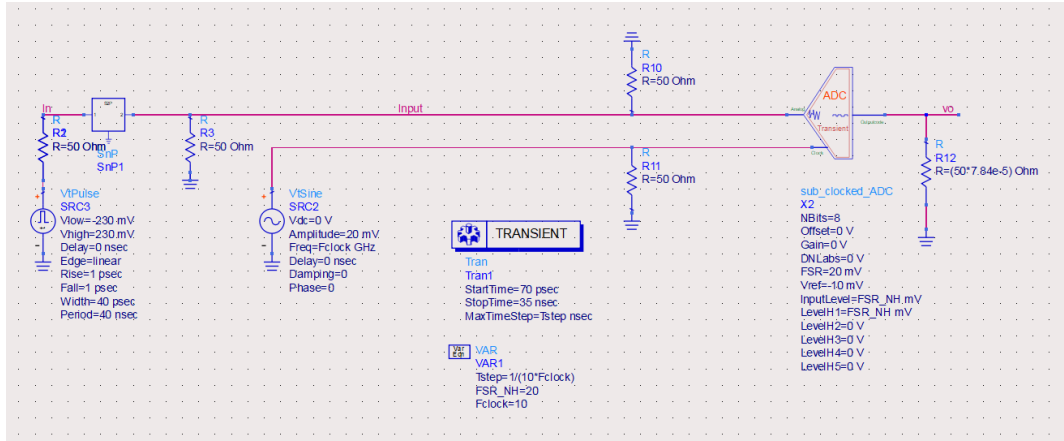 R
R10
R=50 Ohm
In
1
2
Input
ADC
Transient
Clock
vo
R
R=50 Ohm
SnP
SnP1
R
R3
R=50 Ohm
R11
R=50 Ohm
R
R12
R=(50*7.84e-5) Ohm
VtPulse
SRC3
Vlow=-230 mV
Vhigh=230 mV
Delay=0 nsec
Edge=linear
Rise=1 psec
Fall=1 psec
Width=40 psec
Period=40 nsec
VtSine
SRC2
Vdc=0 V
Amplitude=20 mV
Freq=Fclock GHz
Delay=0 nsec
Damping=0
Phase=0
TRANSIENT
Tran
Tran1
StartTime=70 psec
StopTime=35 nsec
MaxTimeStep=Tstep nsec
Var
Eqn
VAR
VAR1
Tstep=1/(10*Fclock)
FSR_NH=20
Fclock=10
sub_clocked_ADC
X2
NBits=8
Offset=0 V
Gain=0 V
DNLabs=0 V
FSR=20 mV
Vref=-10 mV
InputLevel=FSR_NH mV
LevelH1=FSR_NH mV
LevelH2=0 V
LevelH3=0 V
LevelH4=0 V
LevelH5=0 V